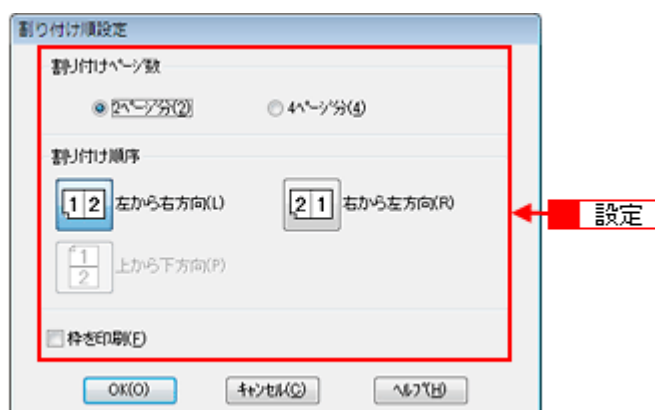 割り付け順設定
割り付けページ数
2ページ分(2) 4ページ分(4)
割り付け順序
1 2 左から右方向(L) 2 1 右から左方向(R)
設定
1 2 上から下方向(P)
枠を印刷(F)
OK(O) キャンセル(C) ヘルプ(H)